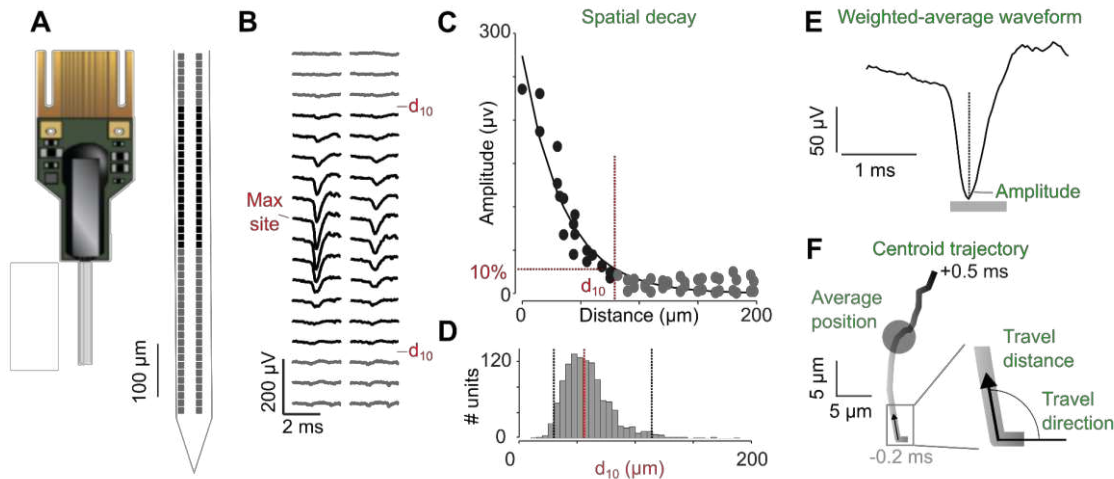 A
100 µm
B
d10
Max
site
d10
200 µV
2 ms
C
Spatial decay
300
Amplitude (µv)
10%
d10
0
0
Distance (µm)
200
D
120
# units
0
0
d10 (µm)
200
E
Weighted-average waveform
50 µV
1 ms
Amplitude
F
Centroid trajectory
+0.5 ms
Average
position
Travel
distance
5 µm
5 µm
Travel
direction
-0.2 ms